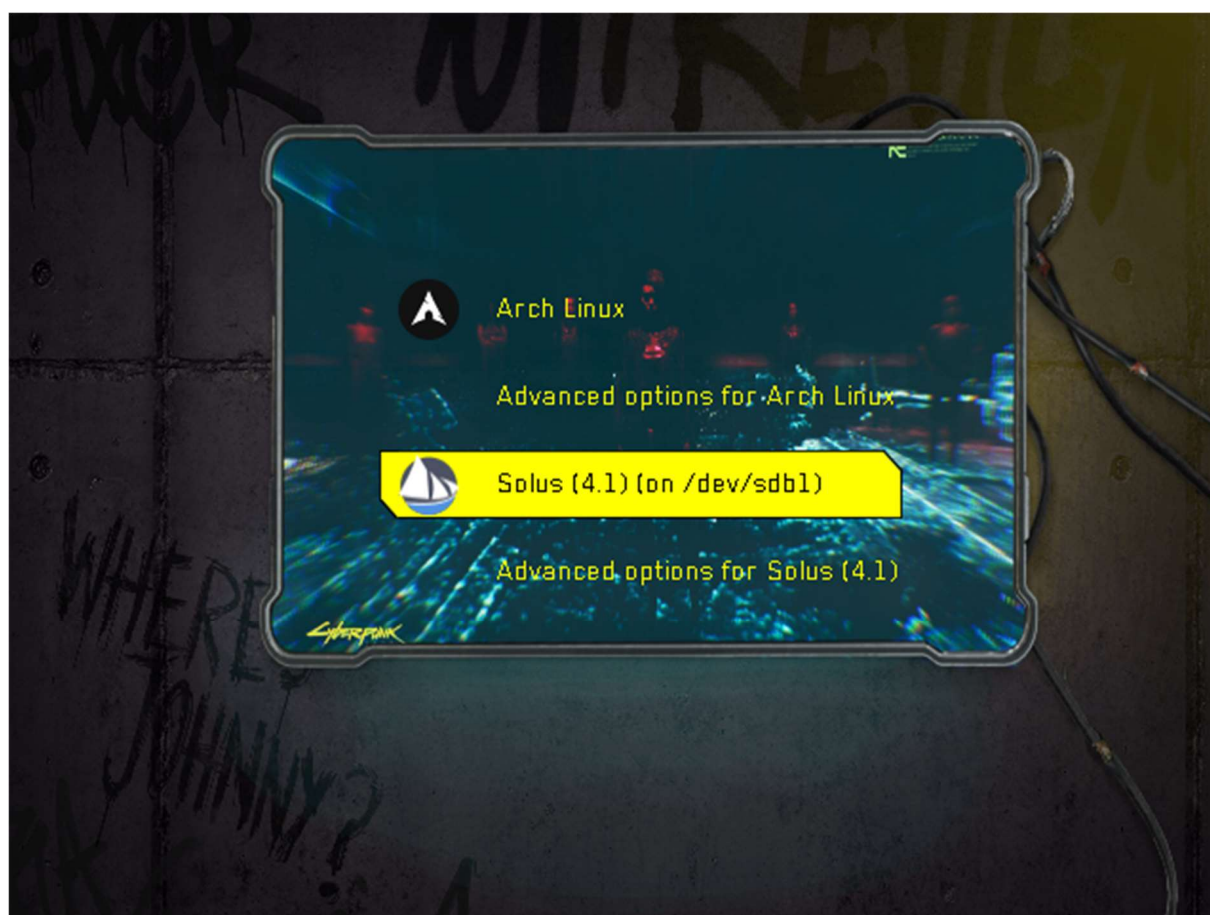 FIXER
Arch Linux
Advanced options for Arch Linux
Solus (4.1) (on /dev/sdb1)
Advanced options for Solus (4.1)
Cyberpunk
WHERE'S
JOHNNY?